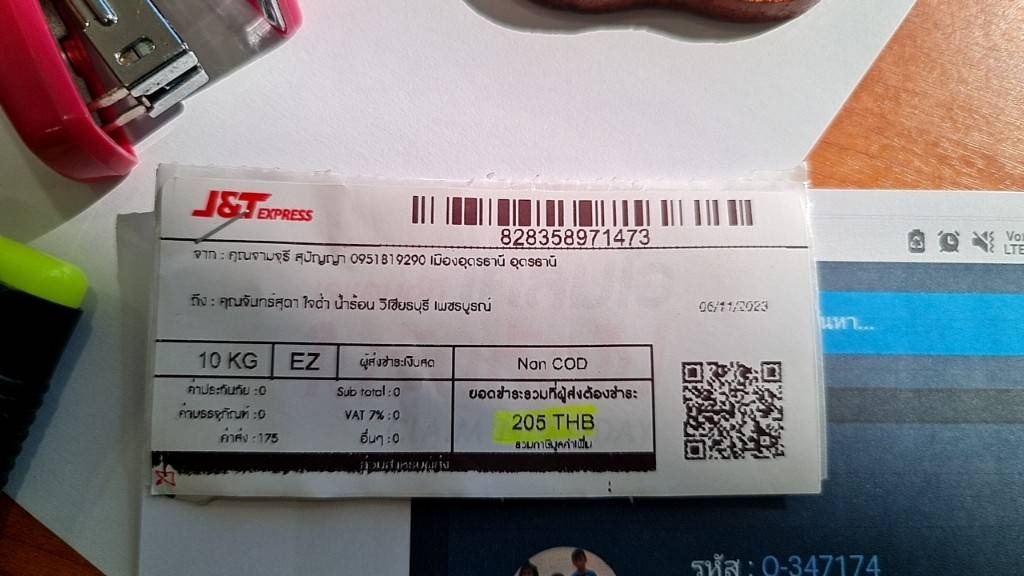 J&T EXPRESS
828358971473
จาก : คุณจามจุรี สุปัญญา 0951819290 เมืองอุดรธานี อุดรธานี
ถึง : คุณจันทร์สุดา ใจดำ น้ำร้อน วิเชียรบุรี เพชรบูรณ์
06/11/2023
10 KG EZ ผู้ส่งชำระเงินสด Non COD
ค่าประกันภัย : 0 Sub total : 0 ยอดชำระรวมที่ผู้ส่งต้องชำระ
ค่าบรรจุภัณฑ์ : 0 VAT 7% : 0 205 THB
ค่าส่ง : 175 อื่นๆ : 0 รวมภาษีมูลค่าเพิ่ม
LTE
นหา...
รหัส : O-347174